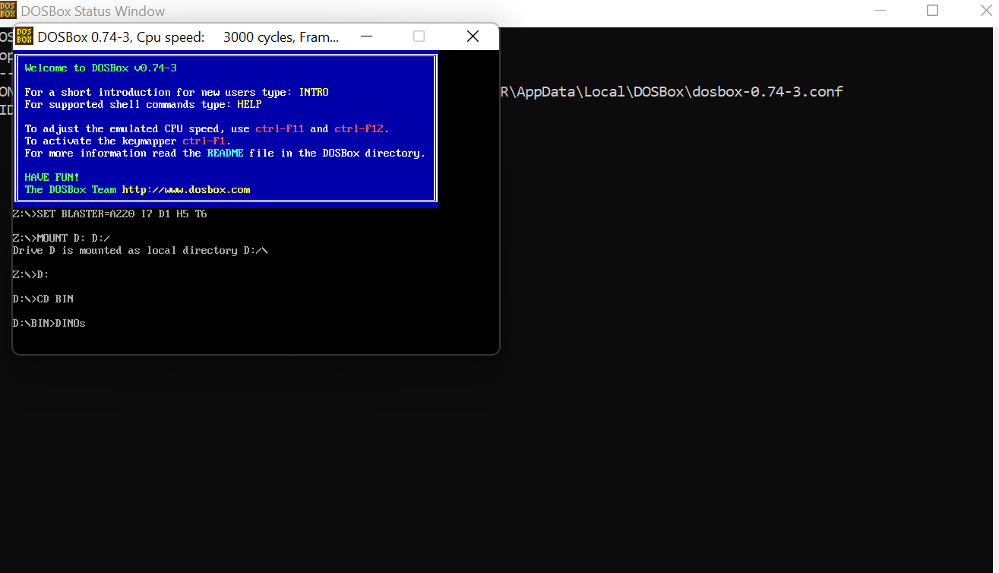 DOSBox Status Window
DOSBox 0.74-3, Cpu speed: 3000 cycles, Fram...
Welcome to DOSBox v0.74-3
For a short introduction for new users type: INTRO
For supported shell commands type: HELP
To adjust the emulated CPU speed, use ctrl-F11 and ctrl-F12.
To activate the keymapper ctrl-F1.
For more information read the README file in the DOSBox directory.
HAVE FUN!
The DOSBox Team http://www.dosbox.com
R\AppData\Local\DOSBox\dosbox-0.74-3.conf
Z:\>SET BLASTER=A220 I7 D1 H5 T6
Z:\>MOUNT D: D:/
Drive D is mounted as local directory D:/\
Z:\>D:
D:\>CD BIN
D:\BIN>DINOs